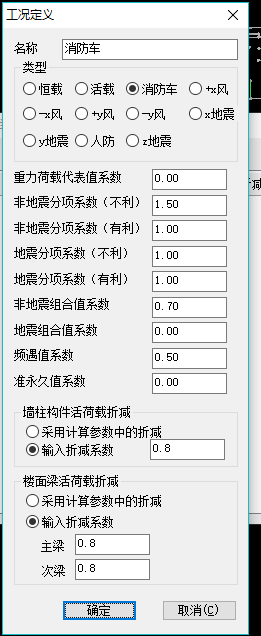 工况定义
名称 消防车
类型
恒载 活载 消防车 +x风
-x风 +y风 -y风 x地震
y地震 人防 z地震
重力荷载代表值系数 0.00
非地震分项系数（不利） 1.50
非地震分项系数（有利） 1.00
地震分项系数（不利） 1.00
地震分项系数（有利） 1.00
非地震组合值系数 0.70
地震组合值系数 0.00
频遇值系数 0.50
准永久值系数 0.00
墙柱构件活荷载折减
采用计算参数中的折减
输入折减系数 0.8
楼面梁活荷载折减
采用计算参数中的折减
输入折减系数
主梁 0.8
次梁 0.8
确定 取消(C)